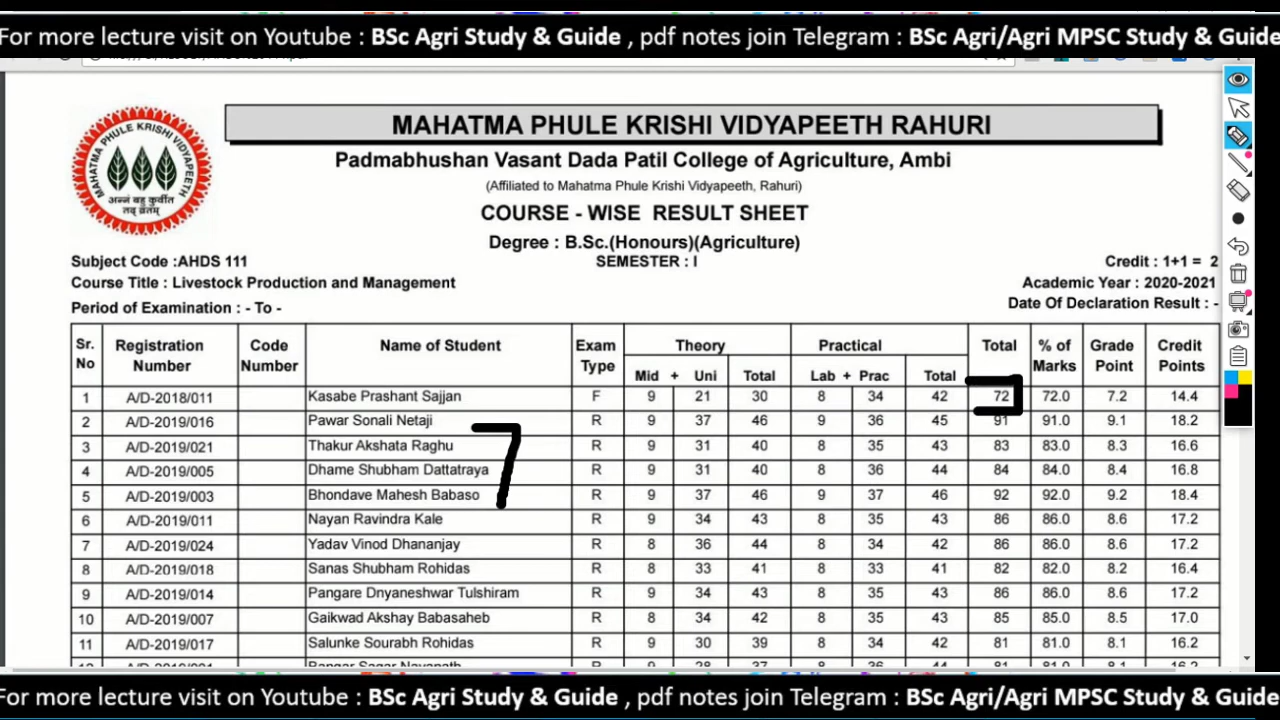 For more lecture visit on Youtube : BSc Agri Study & Guide , pdf notes join Telegram : BSc Agri/Agri MPSC Study & Guide
MAHATMA PHULE KRISHI VIDYAPEETH
अन्नं बहु कुर्वीत
तद् व्रतम्
MAHATMA PHULE KRISHI VIDYAPEETH RAHURI
Padmabhushan Vasant Dada Patil College of Agriculture, Ambi
(Affiliated to Mahatma Phule Krishi Vidyapeeth, Rahuri)
COURSE - WISE RESULT SHEET
Degree : B.Sc.(Honours)(Agriculture)
Subject Code :AHDS 111 SEMESTER : I Credit : 1+1 = 2
Course Title : Livestock Production and Management Academic Year : 2020-2021
Period of Examination : - To - Date Of Declaration Result : -
Sr. No Registration Number Code Number Name of Student Exam Type Theory Practical Total % of Marks Grade Point Credit Points
Mid + Uni Total Lab + Prac Total
1 A/D-2018/011 Kasabe Prashant Sajjan F 9 21 30 8 34 42 72 72.0 7.2 14.4
2 A/D-2019/016 Pawar Sonali Netaji R 9 37 46 9 36 45 91 91.0 9.1 18.2
3 A/D-2019/021 Thakur Akshata Raghu R 9 31 40 8 35 43 83 83.0 8.3 16.6
4 A/D-2019/005 Dhame Shubham Dattatraya R 9 31 40 8 36 44 84 84.0 8.4 16.8
5 A/D-2019/003 Bhondave Mahesh Babaso R 9 37 46 9 37 46 92 92.0 9.2 18.4
7
6 A/D-2019/011 Nayan Ravindra Kale R 9 34 43 8 35 43 86 86.0 8.6 17.2
7 A/D-2019/024 Yadav Vinod Dhananjay R 8 36 44 8 34 42 86 86.0 8.6 17.2
8 A/D-2019/018 Sanas Shubham Rohidas R 8 33 41 8 33 41 82 82.0 8.2 16.4
9 A/D-2019/014 Pangare Dnyaneshwar Tulshiram R 9 34 43 8 35 43 86 86.0 8.6 17.2
10 A/D-2019/007 Gaikwad Akshay Babasaheb R 8 34 42 8 35 43 85 85.0 8.5 17.0
11 A/D-2019/017 Salunke Sourabh Rohidas R 9 30 39 8 34 42 81 81.0 8.1 16.2
For more lecture visit on Youtube : BSc Agri Study & Guide , pdf notes join Telegram : BSc Agri/Agri MPSC Study & Guide